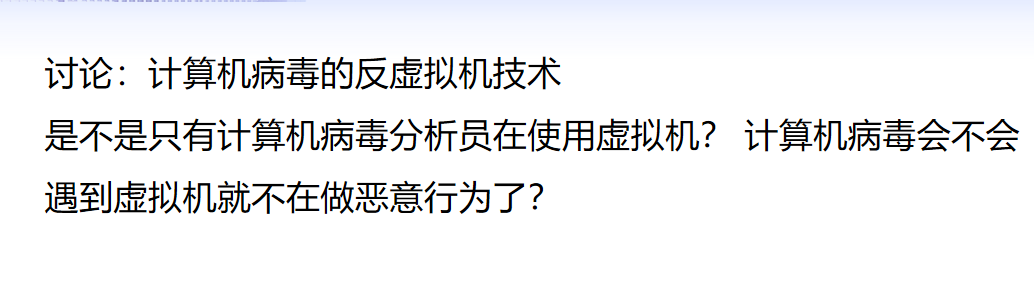 讨论：计算机病毒的反虚拟机技术
是不是只有计算机病毒分析员在使用虚拟机？ 计算机病毒会不会
遇到虚拟机就不在做恶意行为了？